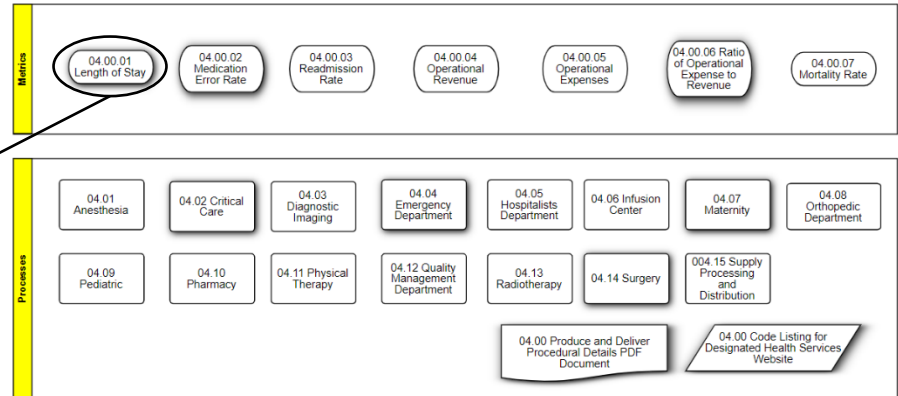 Metrics
04.00.01
Length of Stay
04.00.02
Medication
Error Rate
04.00.03
Readmission
Rate
04.00.04
Operational
Revenue
04.00.05
Operational
Expenses
04.00.06 Ratio
of Operational
Expense to
Revenue
04.00.07
Mortality Rate
Processes
04.01
Anesthesia
04.02 Critical
Care
04.03
Diagnostic
Imaging
04.04
Emergency
Department
04.05
Hospitalists
Department
04.06 Infusion
Center
04.07
Maternity
04.08
Orthopedic
Department
04.09
Pediatric
04.10
Pharmacy
04.11 Physical
Therapy
04.12 Quality
Management
Department
04.13
Radiotherapy
04.14 Surgery
004.15 Supply
Processing
and
Distribution
04.00 Produce and Deliver
Procedural Details PDF
Document
04.00 Code Listing for
Designated Health Services
Website